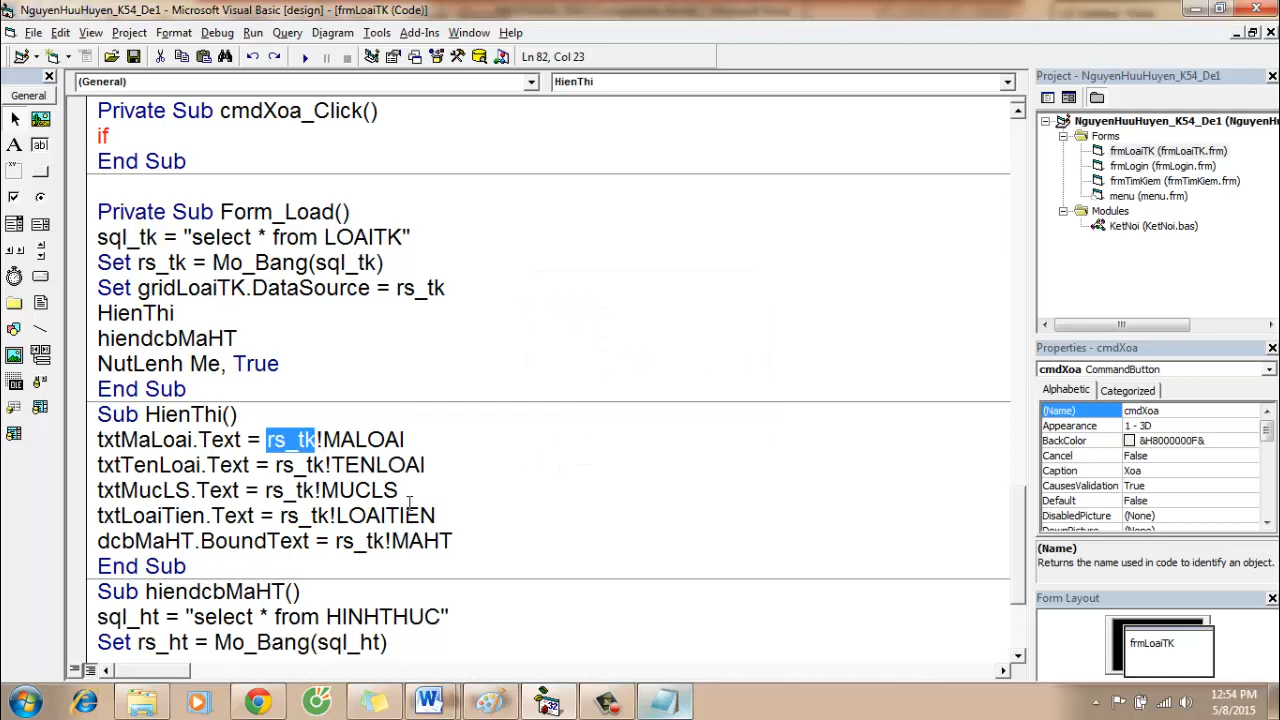 NguyenHuuHuyen_K54_De1 - Microsoft Visual Basic [design] - [frmLoaiTK (Code)]
File Edit View Project Format Debug Run Query Diagram Tools Add-Ins Window Help
Ln 82, Col 23
General
(General)
HienThi
Private Sub cmdXoa_Click()
if
End Sub
Private Sub Form_Load()
sql_tk = "select * from LOAITK"
Set rs_tk = Mo_Bang(sql_tk)
Set gridLoaiTK.DataSource = rs_tk
HienThi
hiendcbMaHT
NutLenh Me, True
End Sub
Sub HienThi()
txtMaLoai.Text = rs_tk!MALOAI
txtTenLoai.Text = rs_tk!TENLOAI
txtMucLS.Text = rs_tk!MUCLS
txtLoaiTien.Text = rs_tk!LOAITIEN
dcbMaHT.BoundText = rs_tk!MAHT
End Sub
Sub hiendcbMaHT()
sql_ht = "select * from HINHTHUC"
Set rs_ht = Mo_Bang(sql_ht)
Project - NguyenHuuHuyen_K54_De1
NguyenHuuHuyen_K54_De1 (NguyenH
Forms
frmLoaiTK (frmLoaiTK.frm)
frmLogin (frmLogin.frm)
frmTimKiem (frmTimKiem.frm)
menu (menu.frm)
Modules
KetNoi (KetNoi.bas)
Properties - cmdXoa
cmdXoa CommandButton
Alphabetic Categorized
(Name) cmdXoa
Appearance 1 - 3D
BackColor &H8000000F&
Cancel False
Caption Xoa
CausesValidation True
Default False
DisabledPicture (None)
DownPicture
(Name)
Returns the name used in code to identify an object.
Form Layout
frmLoaiTK
12:54 PM
5/8/2015